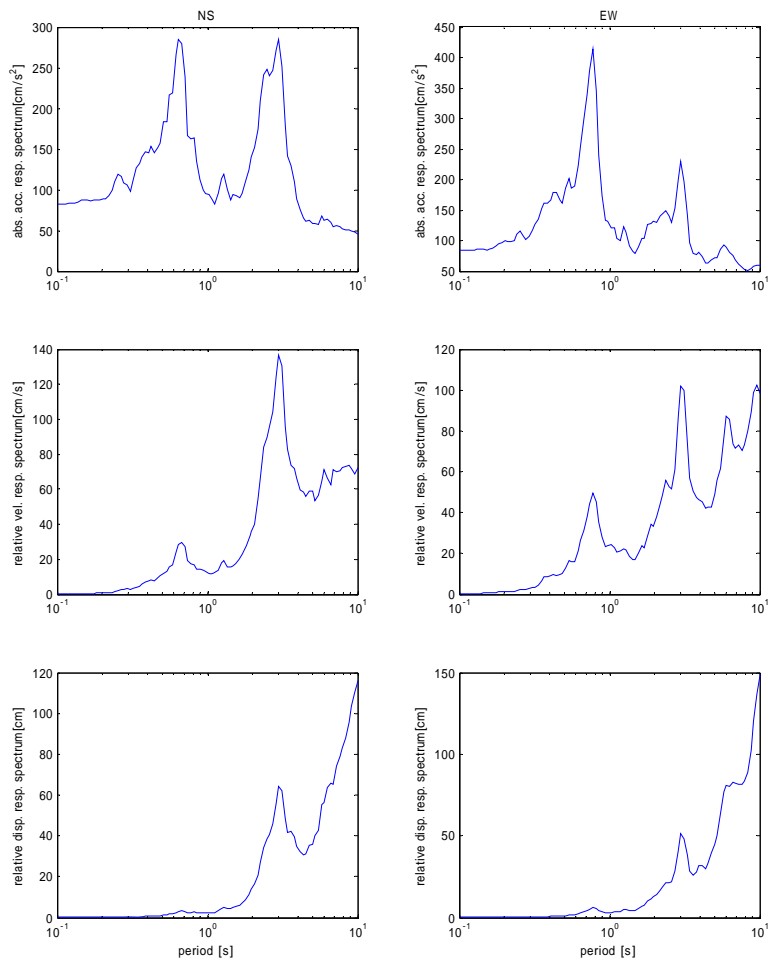 NS
EW
300
250
200
150
100
50
0
abs. acc. resp. spectrum[cm/s²]
10⁻¹ 10⁰ 10¹
450
400
350
300
250
200
150
100
50
abs. acc. resp. spectrum[cm/s²]
10⁻¹ 10⁰ 10¹
140
120
100
80
60
40
20
0
relative vel. resp. spectrum[cm/s]
10⁻¹ 10⁰ 10¹
120
100
80
60
40
20
0
relative vel. resp. spectrum[cm/s]
10⁻¹ 10⁰ 10¹
120
100
80
60
40
20
0
relative disp. resp. spectrum[cm]
10⁻¹ 10⁰ 10¹
period [s]
150
100
50
0
relative disp. resp. spectrum[cm]
10⁻¹ 10⁰ 10¹
period [s]